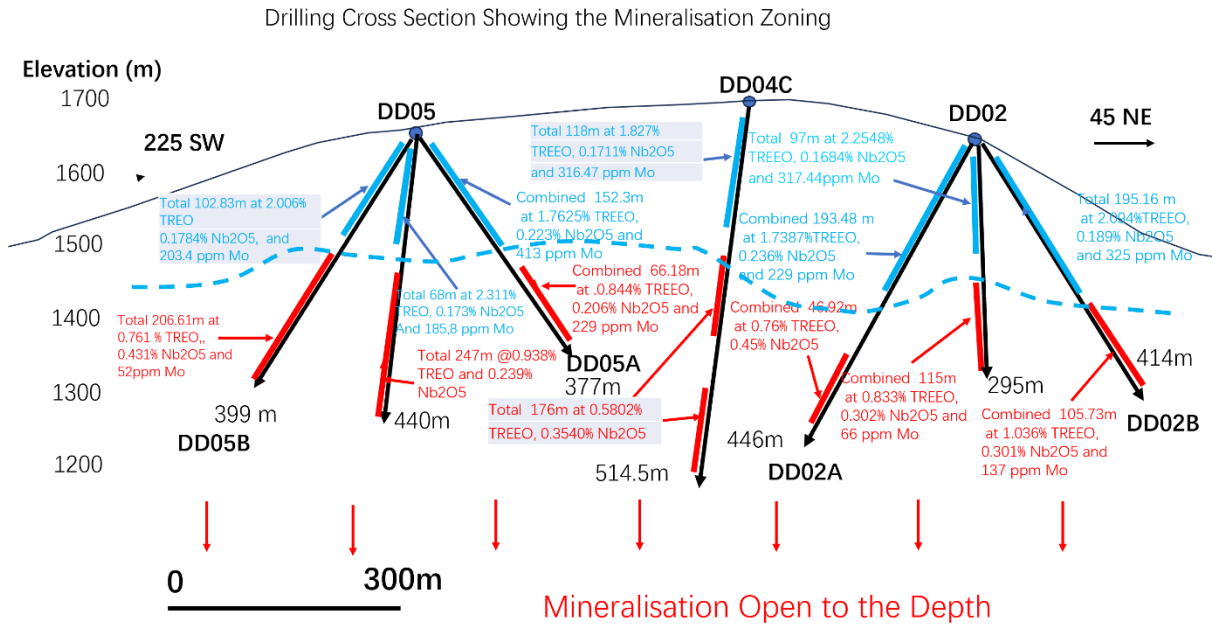 Drilling Cross Section Showing the Mineralisation Zoning
Elevation (m)
1700
1600
1500
1400
1300
1200
225 SW
DD05
DD04C
DD02
45 NE
Total 102.83m at 2.006%
TREO
0.1784% Nb2O5, and
203.4 ppm Mo
Combined 152.3m
at 1.7625% TREEO,
0.223% Nb2O5 and
413 ppm Mo
Total 118m at 1.827%
TREEO, 0.1711% Nb2O5
and 316.47 ppm Mo
Total 97m at 2.2548%
TREEO, 0.1684% Nb2O5
and 317.44ppm Mo
Combined 193.48 m
at 1.7387%TREEO,
0.236% Nb2O5
and 229 ppm Mo
Total 195.16 m
at 2.094%TREEO,
0.189% Nb2O5
and 325 ppm Mo
Total 68m at 2.311%
TREO, 0.173% Nb2O5
And 185,8 ppm Mo
Total 206.61m at
0.761 % TREO,,
0.431% Nb2O5 and
52ppm Mo
Total 247m @0.938%
TREO and 0.239%
Nb2O5
Combined 66.18m
at .0.844% TREEO,
0.206% Nb2O5 and
229 ppm Mo
Total 176m at 0.5802%
TREEO, 0.3540% Nb2O5
Combined 46.92m
at 0.76% TREEO,
0.45% Nb2O5
Combined 115m
at 0.833% TREEO,
0.302% Nb2O5 and
66 ppm Mo
Combined 105.73m
at 1.036% TREEO,
0.301% Nb2O5 and
137 ppm Mo
399 m
DD05B
440m
DD05A
377m
514.5m
446m
DD02A
295m
414m
DD02B
0
300m
Mineralisation Open to the Depth